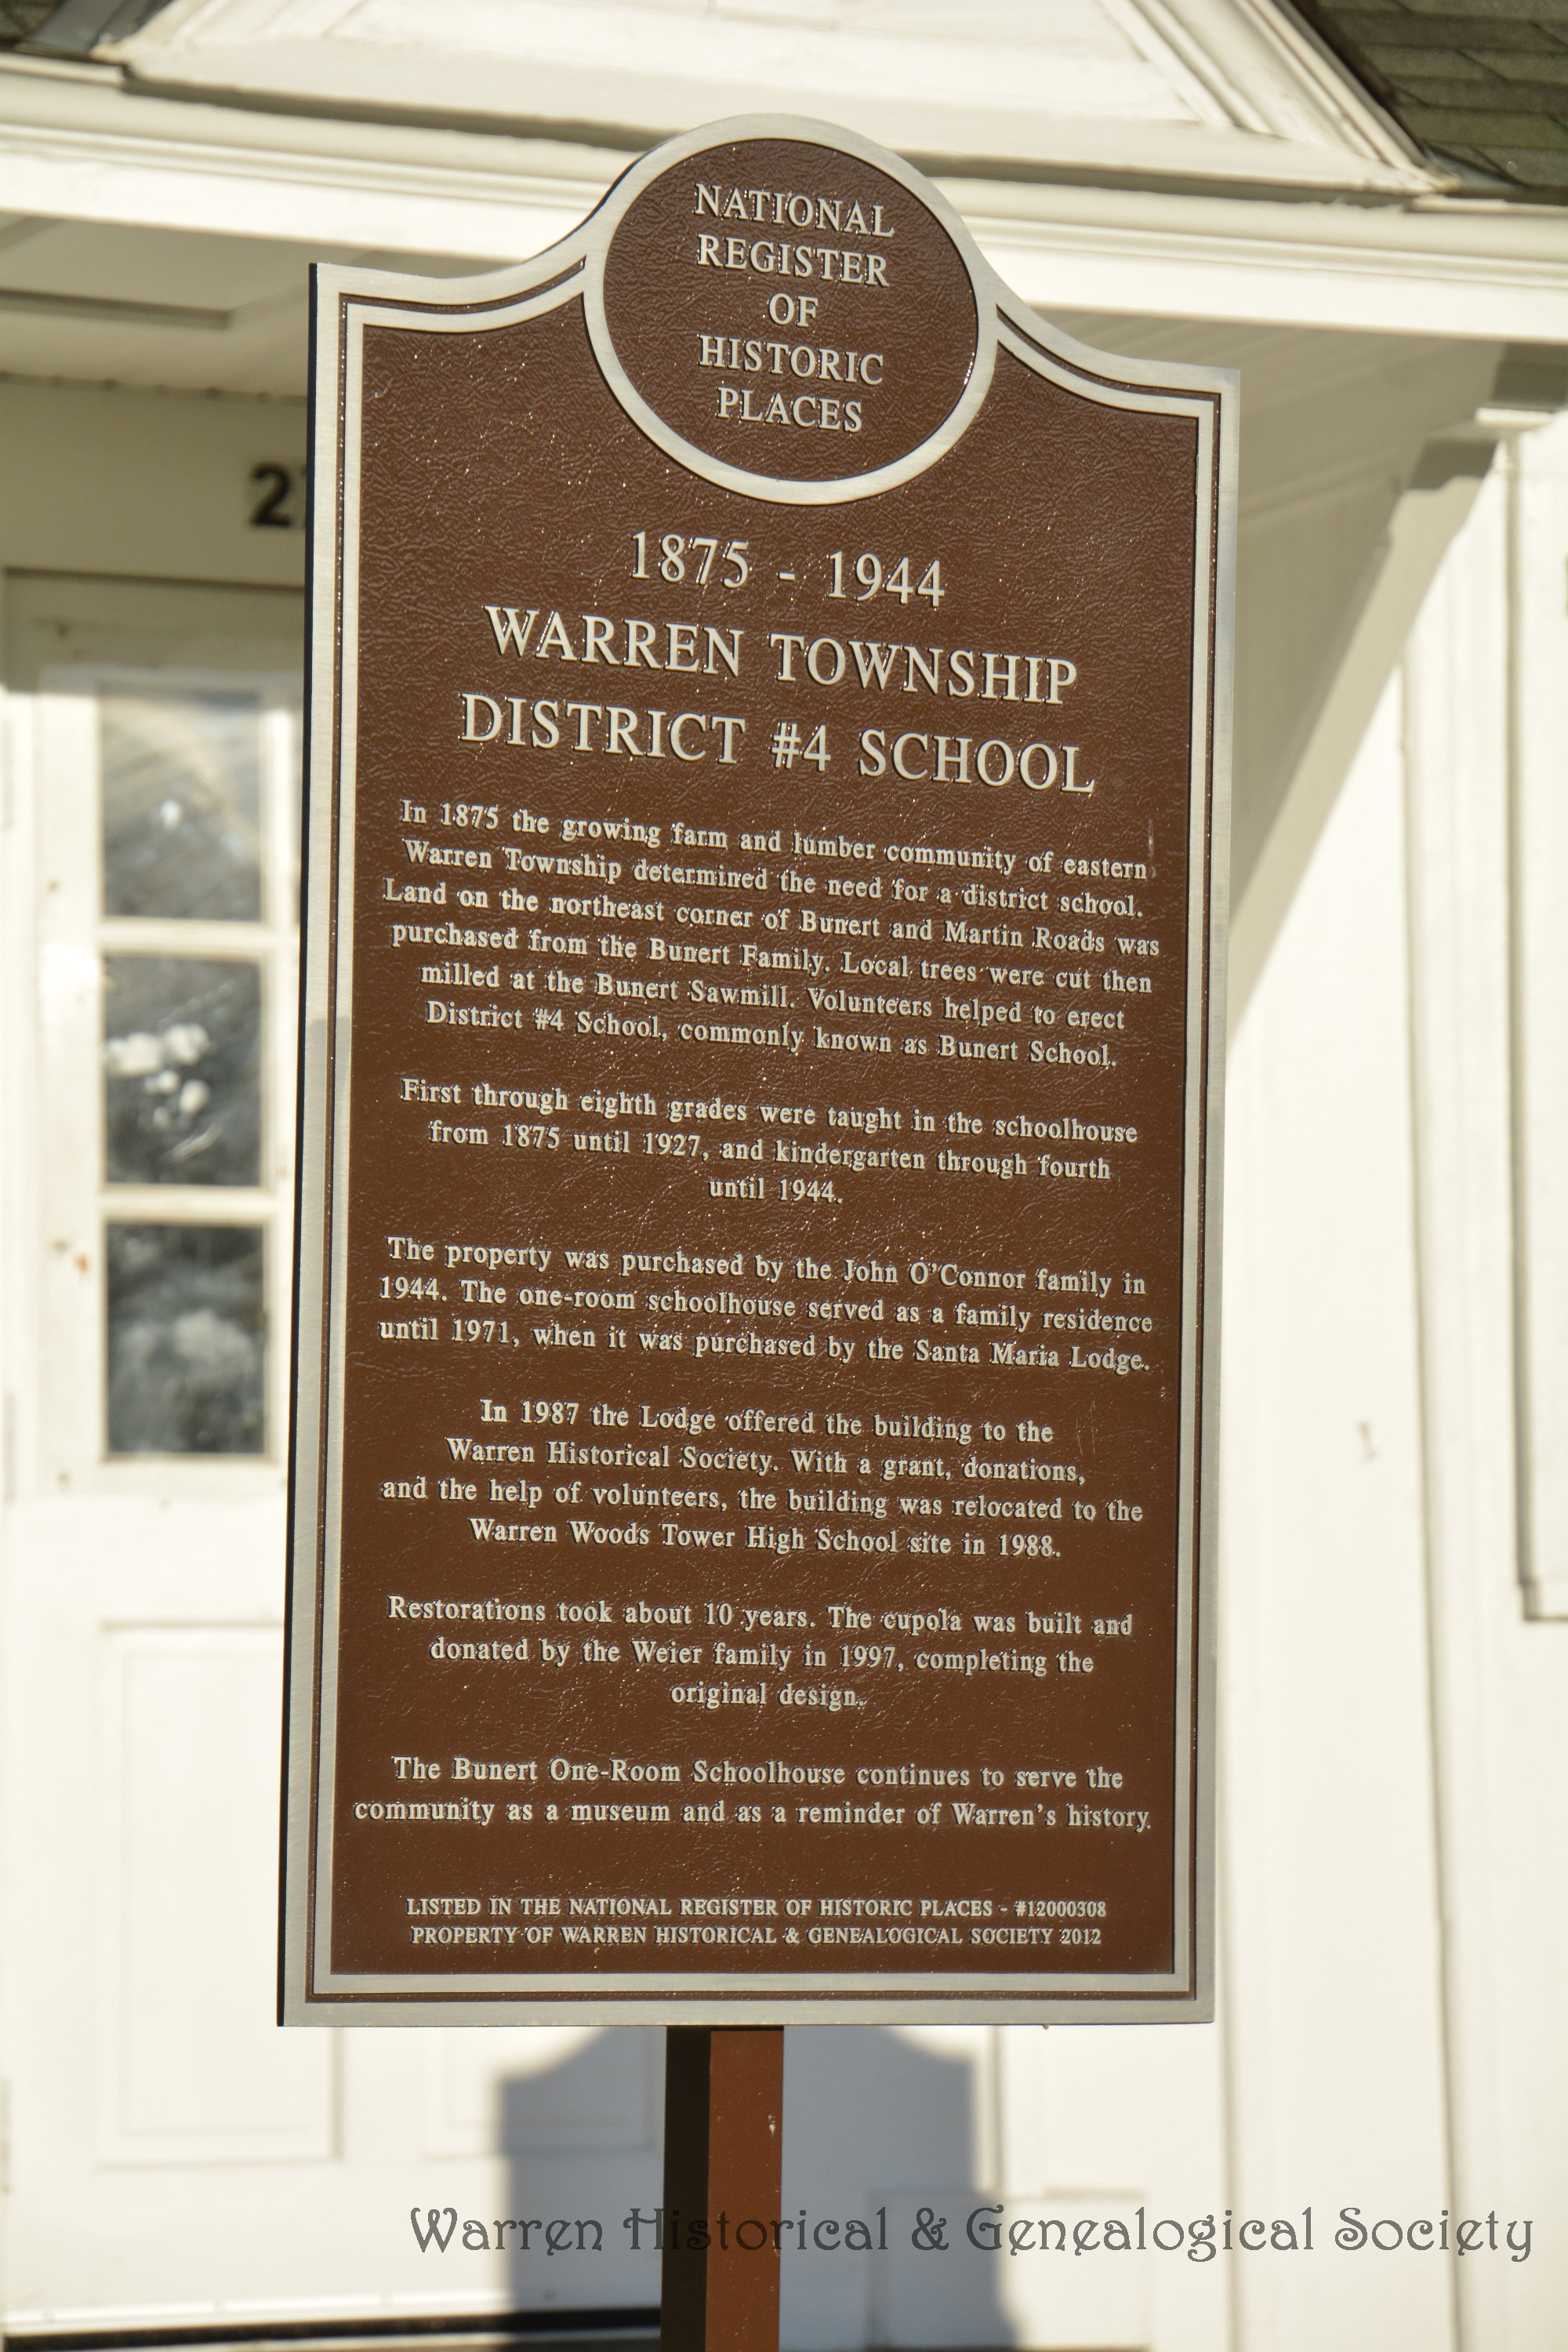 NATIONAL
REGISTER
OF
HISTORIC
PLACES
1875 - 1944
WARREN TOWNSHIP
DISTRICT #4 SCHOOL
In 1875 the growing farm and lumber community of eastern
Warren Township determined the need for a district school.
Land on the northeast corner of Bunert and Martin Roads was
purchased from the Bunert Family. Local trees were cut then
milled at the Bunert Sawmill. Volunteers helped to erect
District #4 School, commonly known as Bunert School.
First through eighth grades were taught in the schoolhouse
from 1875 until 1927, and kindergarten through fourth
until 1944.
The property was purchased by the John O'Connor family in
1944. The one-room schoolhouse served as a family residence
until 1971, when it was purchased by the Santa Maria Lodge.
In 1987 the Lodge offered the building to the
Warren Historical Society. With a grant, donations,
and the help of volunteers, the building was relocated to the
Warren Woods Tower High School site in 1988.
Restorations took about 10 years. The cupola was built and
donated by the Weier family in 1997, completing the
original design.
The Bunert One-Room Schoolhouse continues to serve the
community as a museum and as a reminder of Warren's history.
LISTED IN THE NATIONAL REGISTER OF HISTORIC PLACES - #12000308
PROPERTY OF WARREN HISTORICAL & GENEALOGICAL SOCIETY 2012
Warren Historical & Genealogical Society